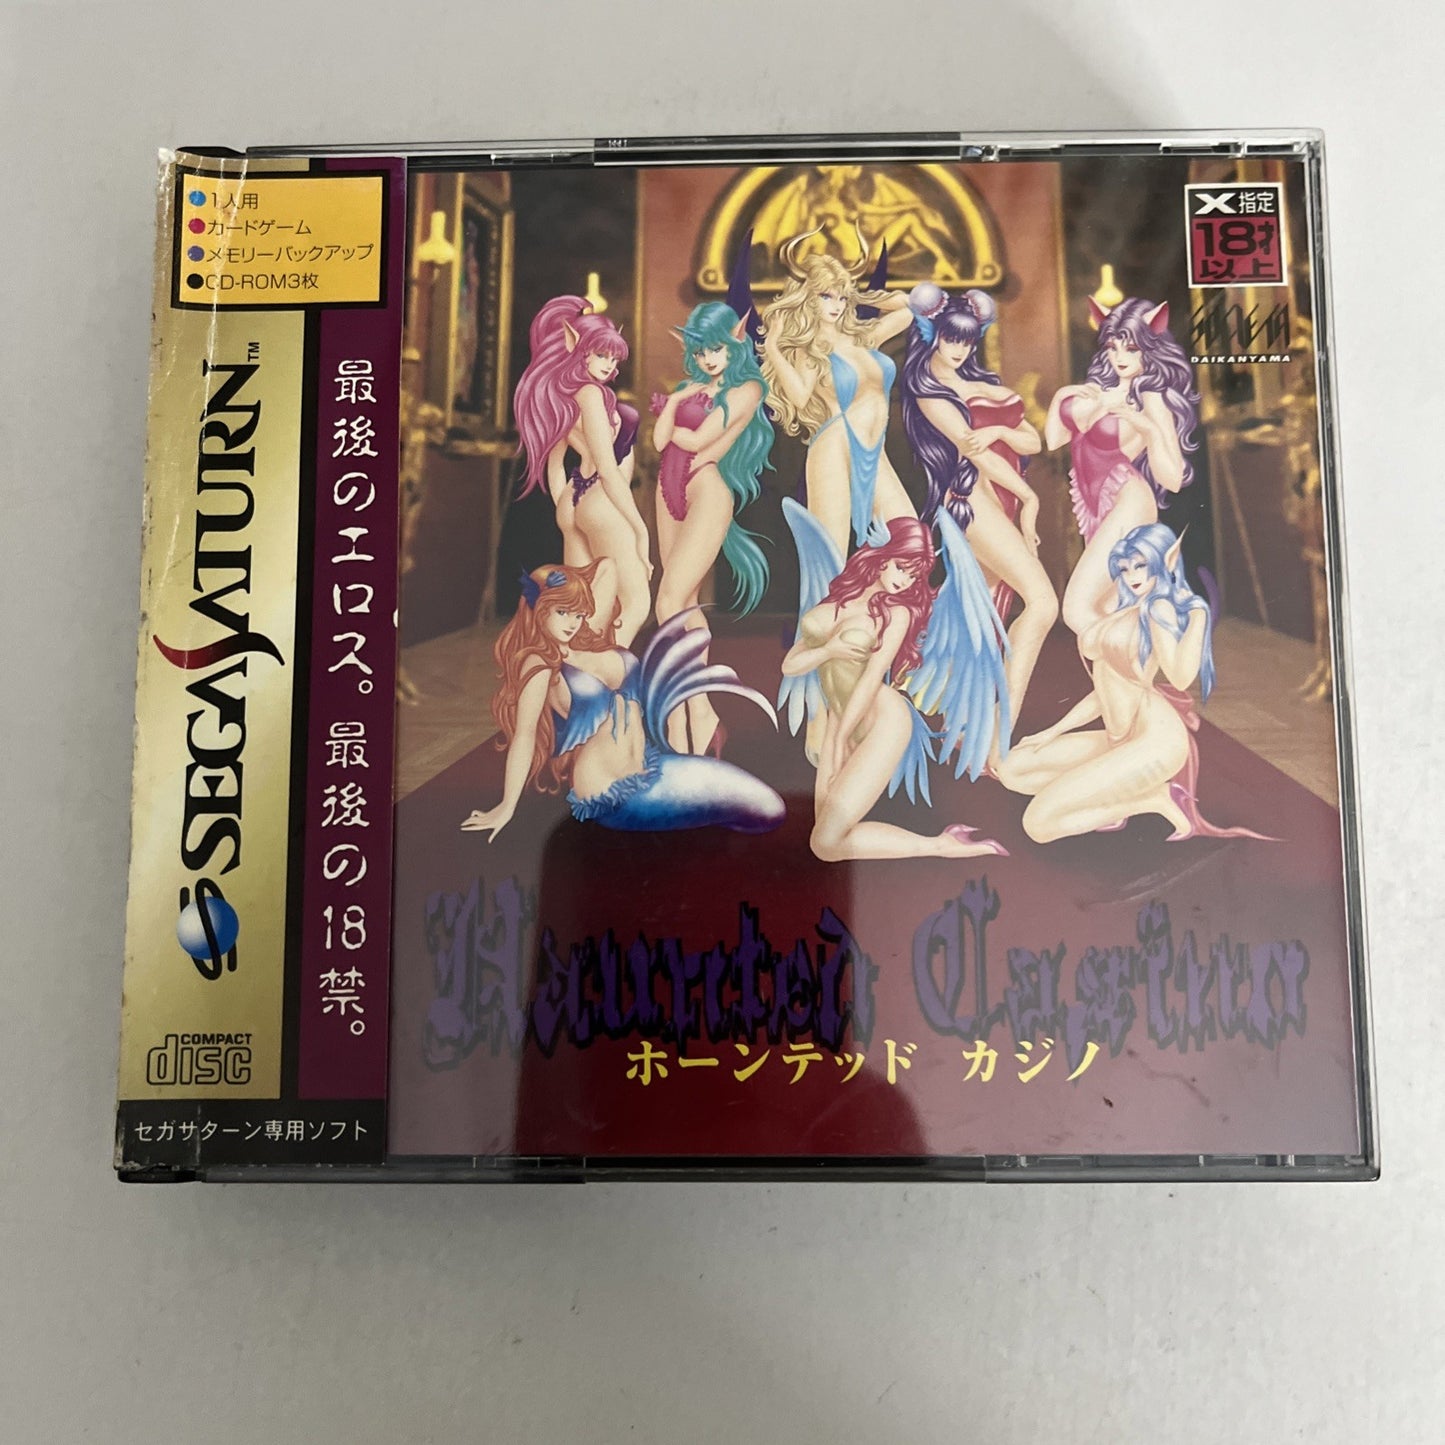 ●1人用
●カードゲーム
●メモリーバックアップ
●CD-ROM3枚
SEGA SATURN™
COMPACT
disc
セガサターン専用ソフト
最後のエロス。最後の18禁。
X指定
18才
以上
SOCIETA
DAIKANYAMA
Haunted Casino
ホーンテッド カジノ